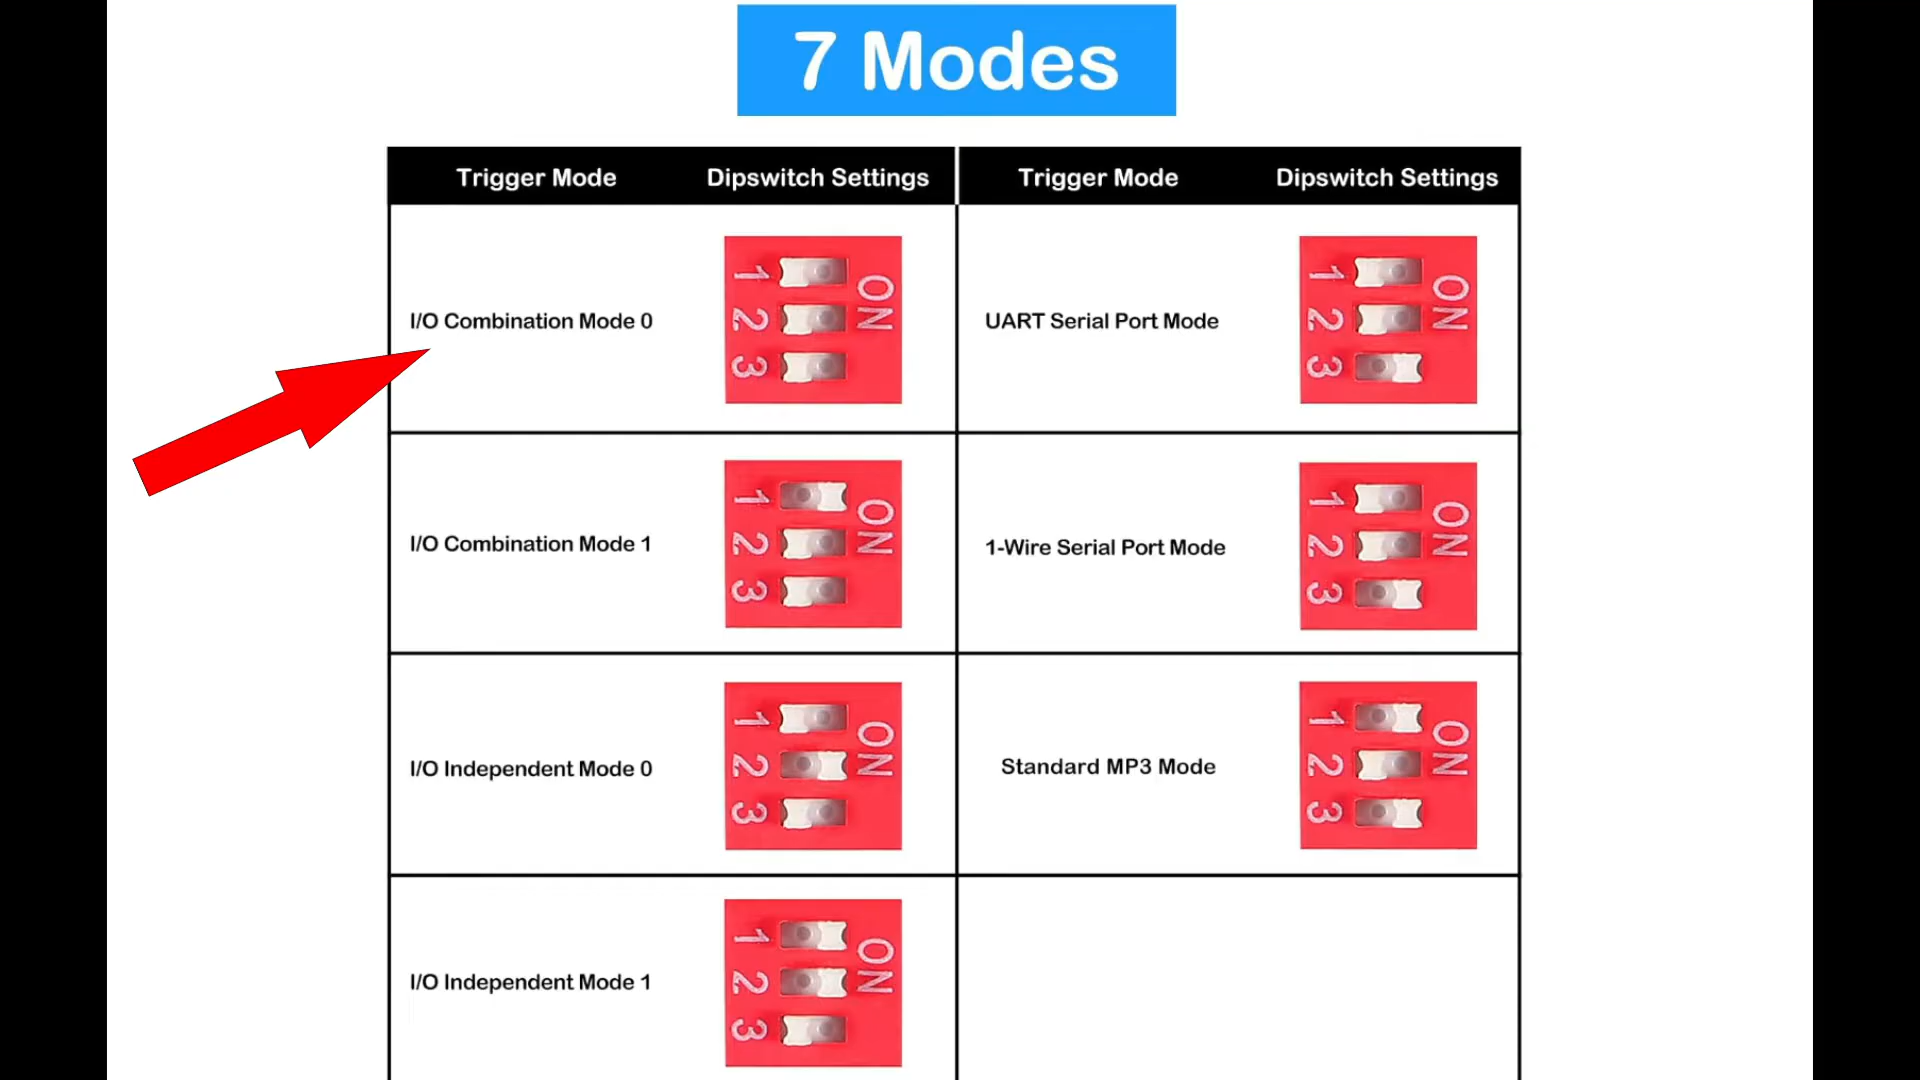 7 Modes
Trigger Mode Dipswitch Settings Trigger Mode Dipswitch Settings
I/O Combination Mode 0
1
2
3
ON
UART Serial Port Mode
1
2
3
ON
I/O Combination Mode 1
1
2
3
ON
1-Wire Serial Port Mode
1
2
3
ON
I/O Independent Mode 0
1
2
3
ON
Standard MP3 Mode
1
2
3
ON
I/O Independent Mode 1
1
2
3
ON